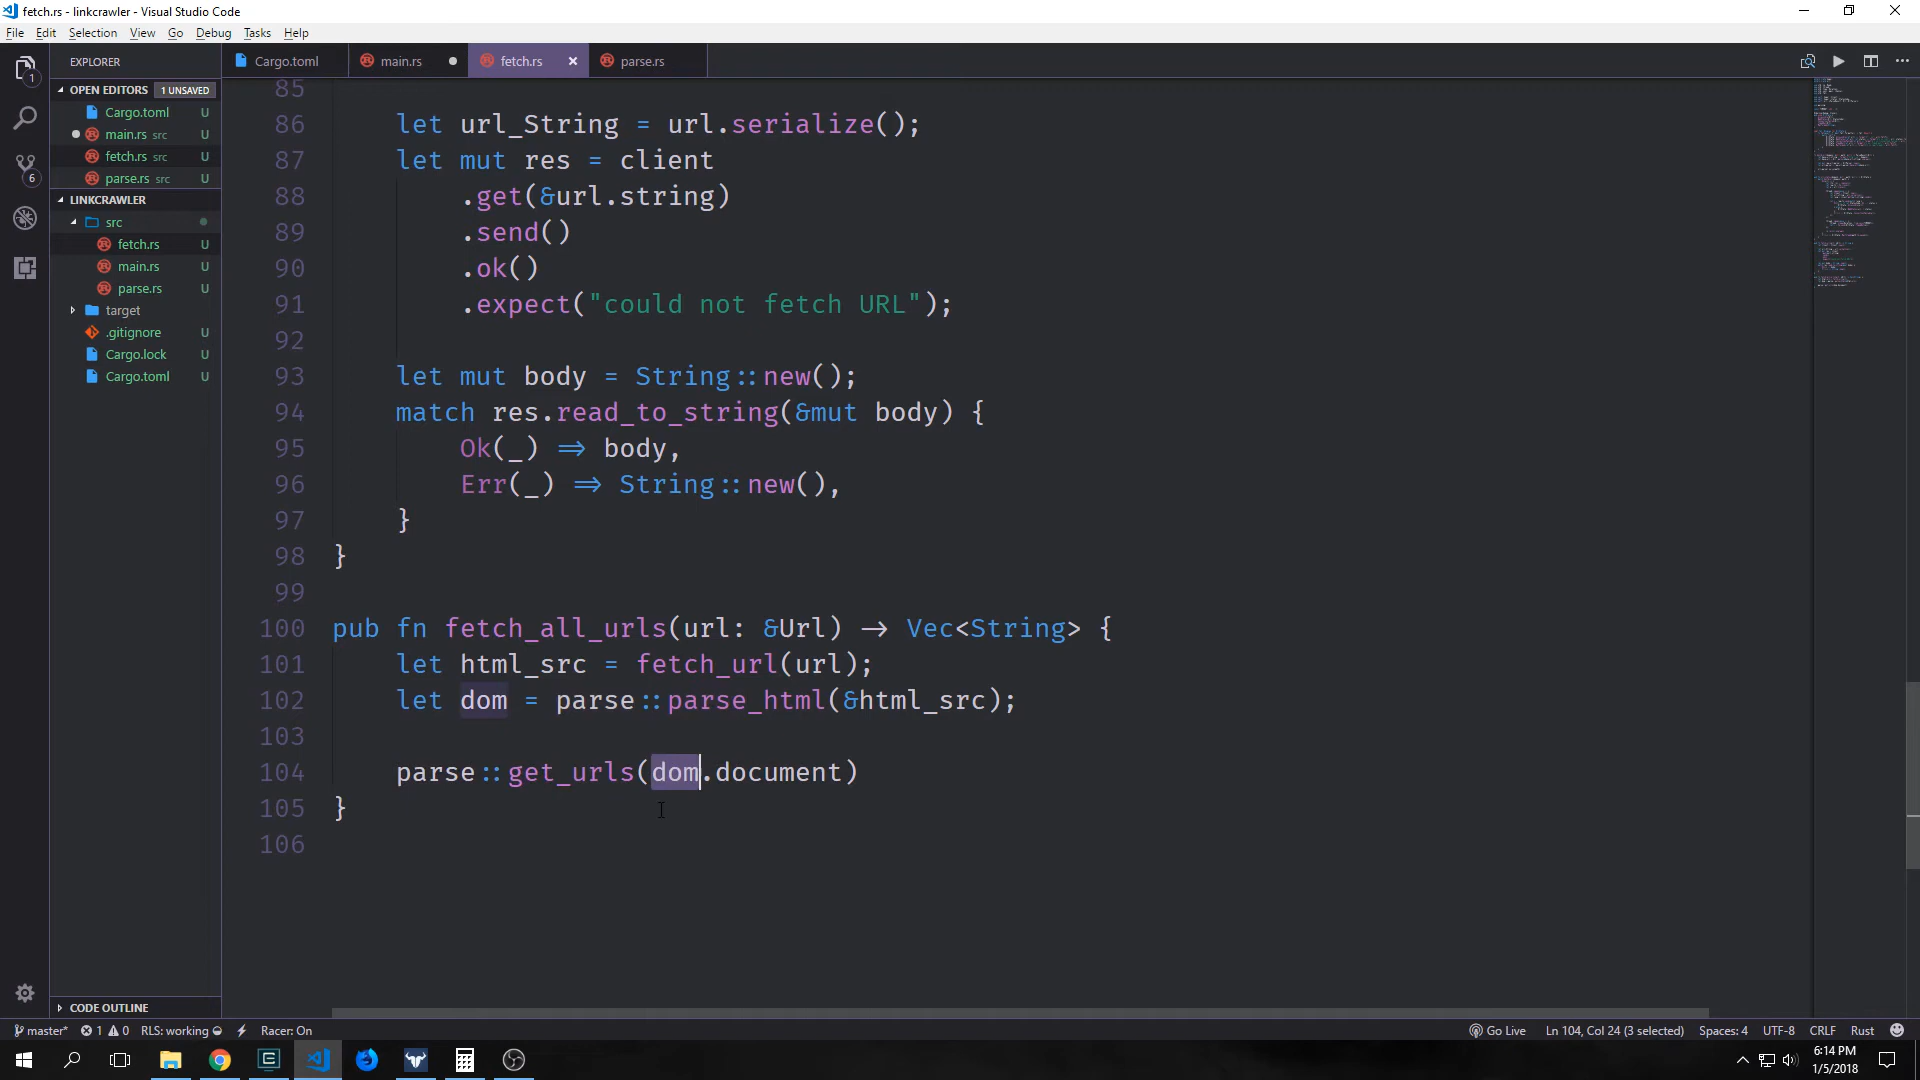 fetch.rs - linkcrawler - Visual Studio Code
File Edit Selection View Go Debug Tasks Help
EXPLORER
Cargo.toml
main.rs
fetch.rs
parse.rs
OPEN EDITORS 1 UNSAVED
Cargo.toml U
main.rs src U
fetch.rs src U
parse.rs src U
LINKCRAWLER
src
fetch.rs U
main.rs U
parse.rs U
target
.gitignore U
Cargo.lock U
Cargo.toml U
CODE OUTLINE
1
6
85
86 let url_String = url.serialize();
87 let mut res = client
88 .get(&url.string)
89 .send()
90 .ok()
91 .expect("could not fetch URL");
92
93 let mut body = String::new();
94 match res.read_to_string(&mut body) {
95 Ok(_) => body,
96 Err(_) => String::new(),
97 }
98 }
99
100 pub fn fetch_all_urls(url: &Url) -> Vec<String> {
101 let html_src = fetch_url(url);
102 let dom = parse::parse_html(&html_src);
103
104 parse::get_urls(dom.document)
105 }
106
master* 1 0 RLS: working Racer: On
Go Live Ln 104, Col 24 (3 selected) Spaces: 4 UTF-8 CRLF Rust
6:14 PM
1/5/2018